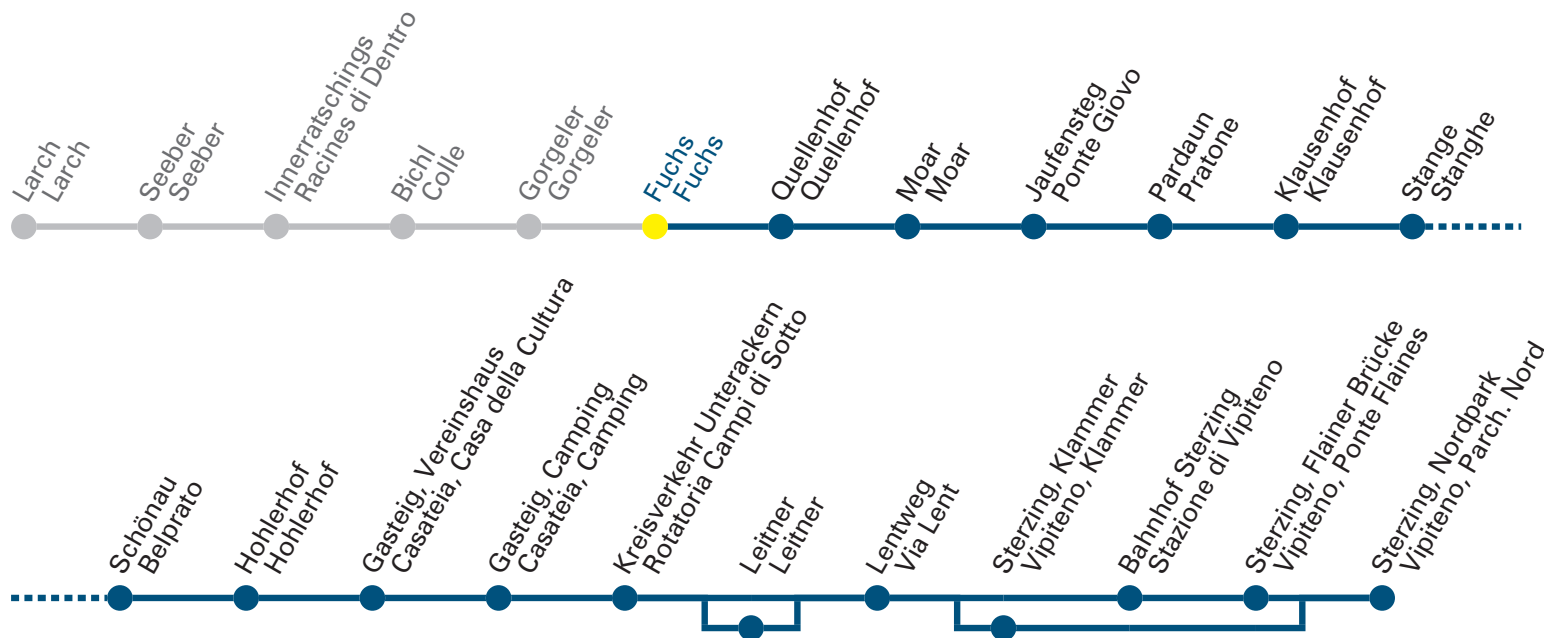 Larch
Larch
Seeber
Seeber
Innerratschings
Racines di Dentro
Bichl
Colle
Gorgeler
Gorgeler
Fuchs
Fuchs
Quellenhof
Quellenhof
Moar
Moar
Jaufensteg
Ponte Giovo
Pardaun
Pratone
Klausenhof
Klausenhof
Stange
Stanghe
Schönau
Belprato
Hohlerhof
Hohlerhof
Gasteig, Vereinshaus
Casateia, Casa della Cultura
Gasteig, Camping
Casateia, Camping
Kreisverkehr Unterackern
Rotatoria Campi di Sotto
Leitner
Leitner
Lentweg
Via Lent
Sterzing, Klammer
Vipiteno, Klammer
Bahnhof Sterzing
Stazione di Vipiteno
Sterzing, Flainer Brücke
Vipiteno, Ponte Flaines
Sterzing, Nordpark
Vipiteno, Parch. Nord